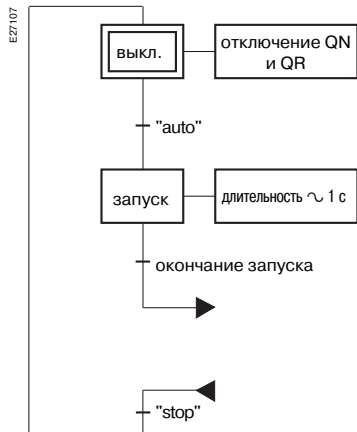 E27107
выкл.
отключение QN
и QR
"auto"
запуск
длительность ∼ 1 с
окончание запуска
"stop"